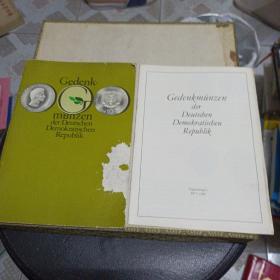 Gedenk-
münzen
der Deutschen
Demokratischen
Republik
Gedenkmünzen
der
Deutschen
Demokratischen
Republik